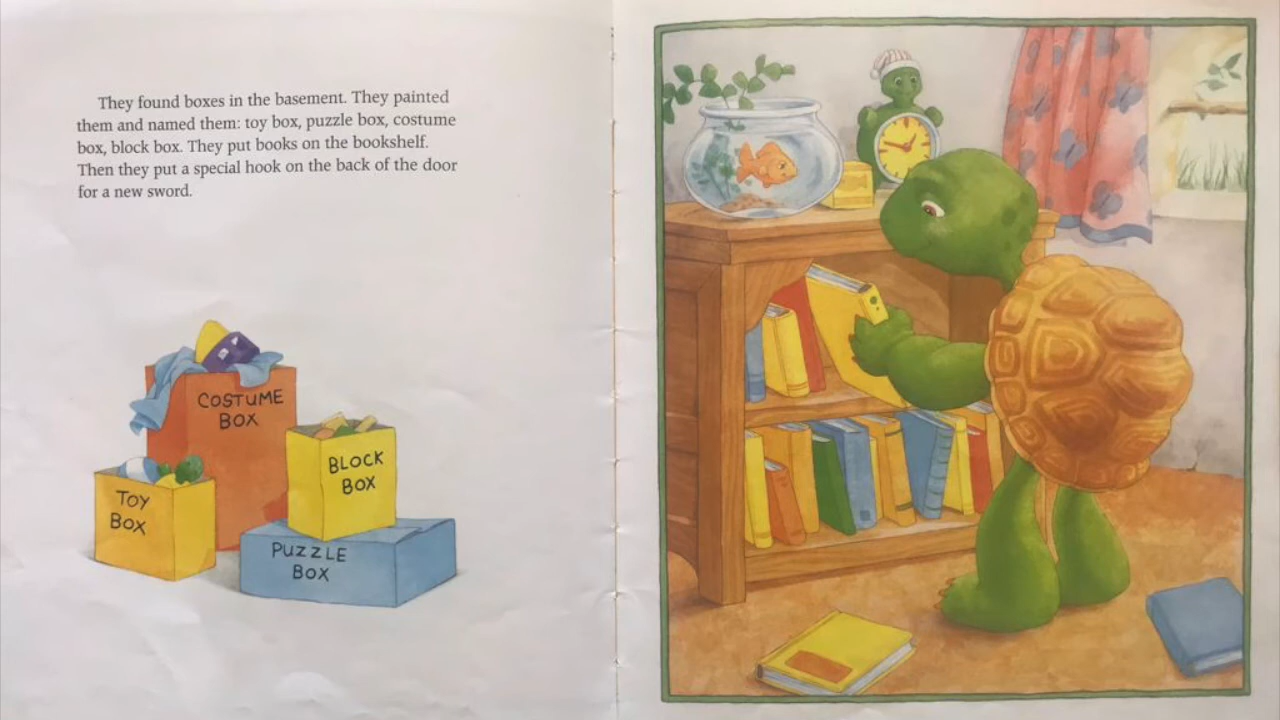 They found boxes in the basement. They painted
them and named them: toy box, puzzle box, costume
box, block box. They put books on the bookshelf.
Then they put a special hook on the back of the door
for a new sword.
COSTUME
BOX
BLOCK
BOX
TOY
BOX
PUZZLE
BOX